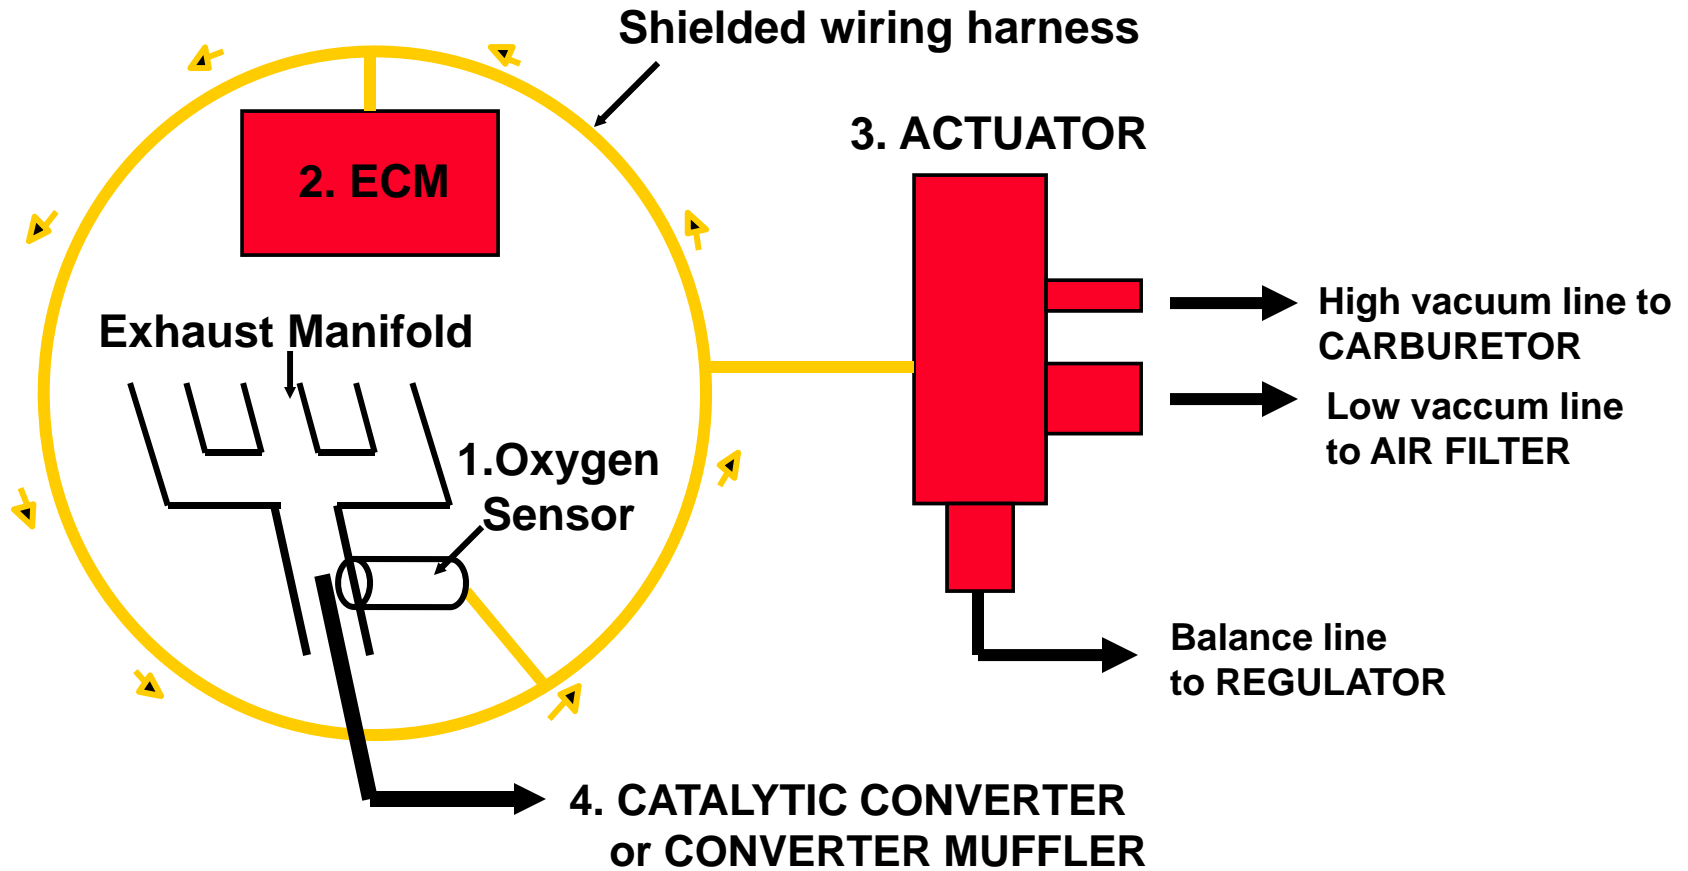 Shielded wiring harness
3. ACTUATOR
2. ECM
High vacuum line to
CARBURETOR
Exhaust Manifold
Low vaccum line
to AIR FILTER
1.Oxygen
Sensor
Balance line
to REGULATOR
4. CATALYTIC CONVERTER
or CONVERTER MUFFLER